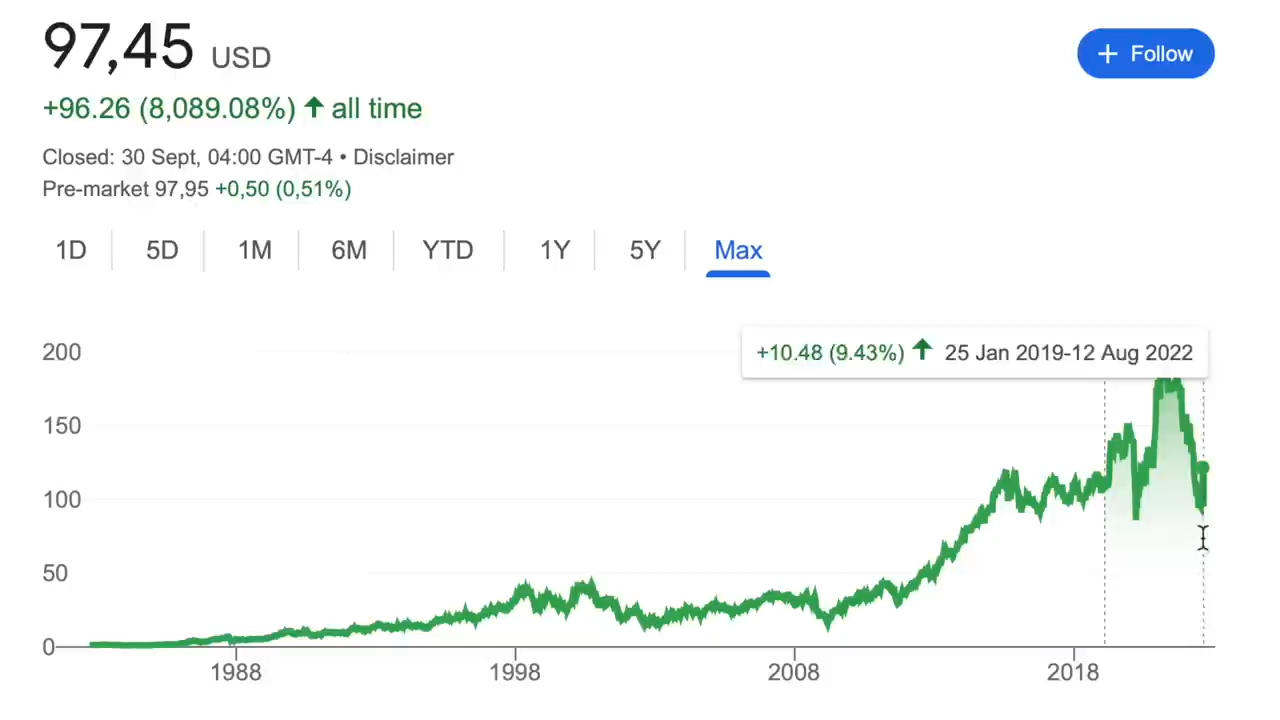 97,45 USD
+ Follow
+96.26 (8,089.08%) ↑ all time
Closed: 30 Sept, 04:00 GMT-4 • Disclaimer
Pre-market 97,95 +0,50 (0,51%)
1D 5D 1M 6M YTD 1Y 5Y Max
+10.48 (9.43%) ↑ 25 Jan 2019-12 Aug 2022
200
150
100
50
0
1988 1998 2008 2018